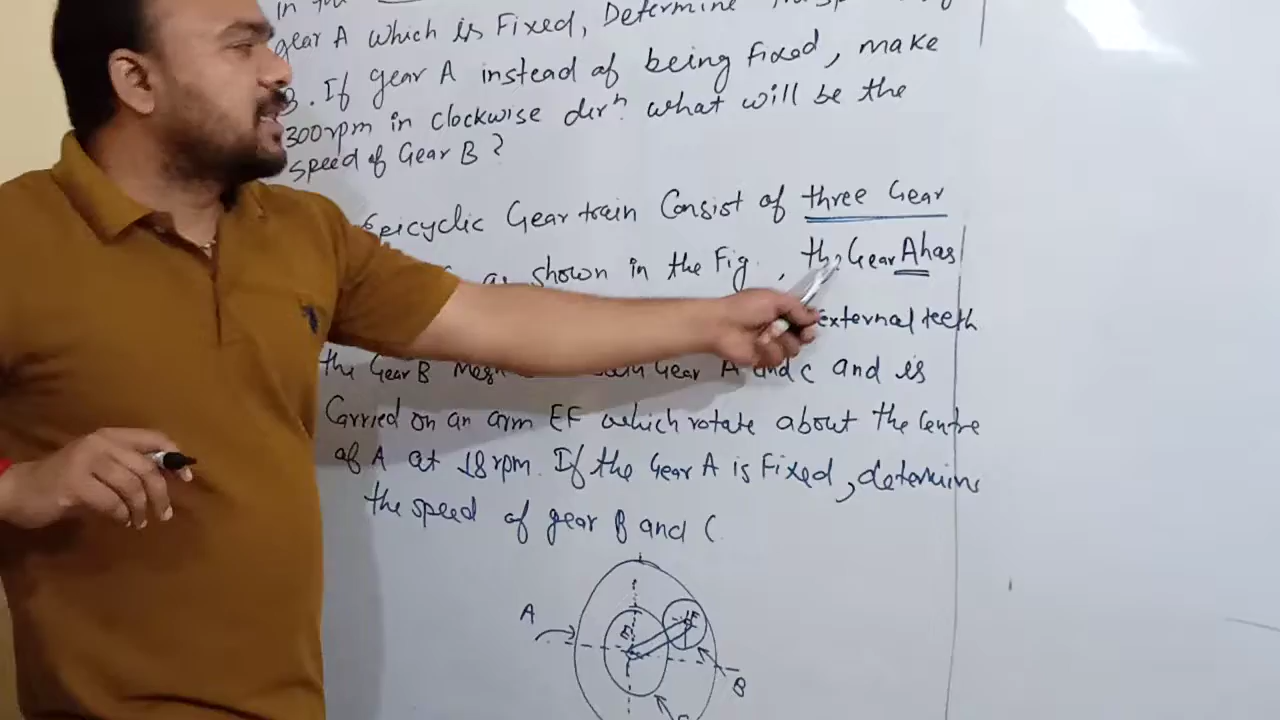 in the
gear A which is Fixed, Determine
B. If gear A instead of being fixed, make
300rpm in clockwise dirⁿ. what will be the
speed of Gear B ?
Epicyclic Gear train Consist of three Gear
as shown in the Fig. , the Gear A has
external teeth
the Gear B Gear A and C and is
Carried on an arm EF which rotate about the Centre
of A at 18 rpm. If the Gear A is Fixed, determins
the speed of gear B and C
A
E
F
B